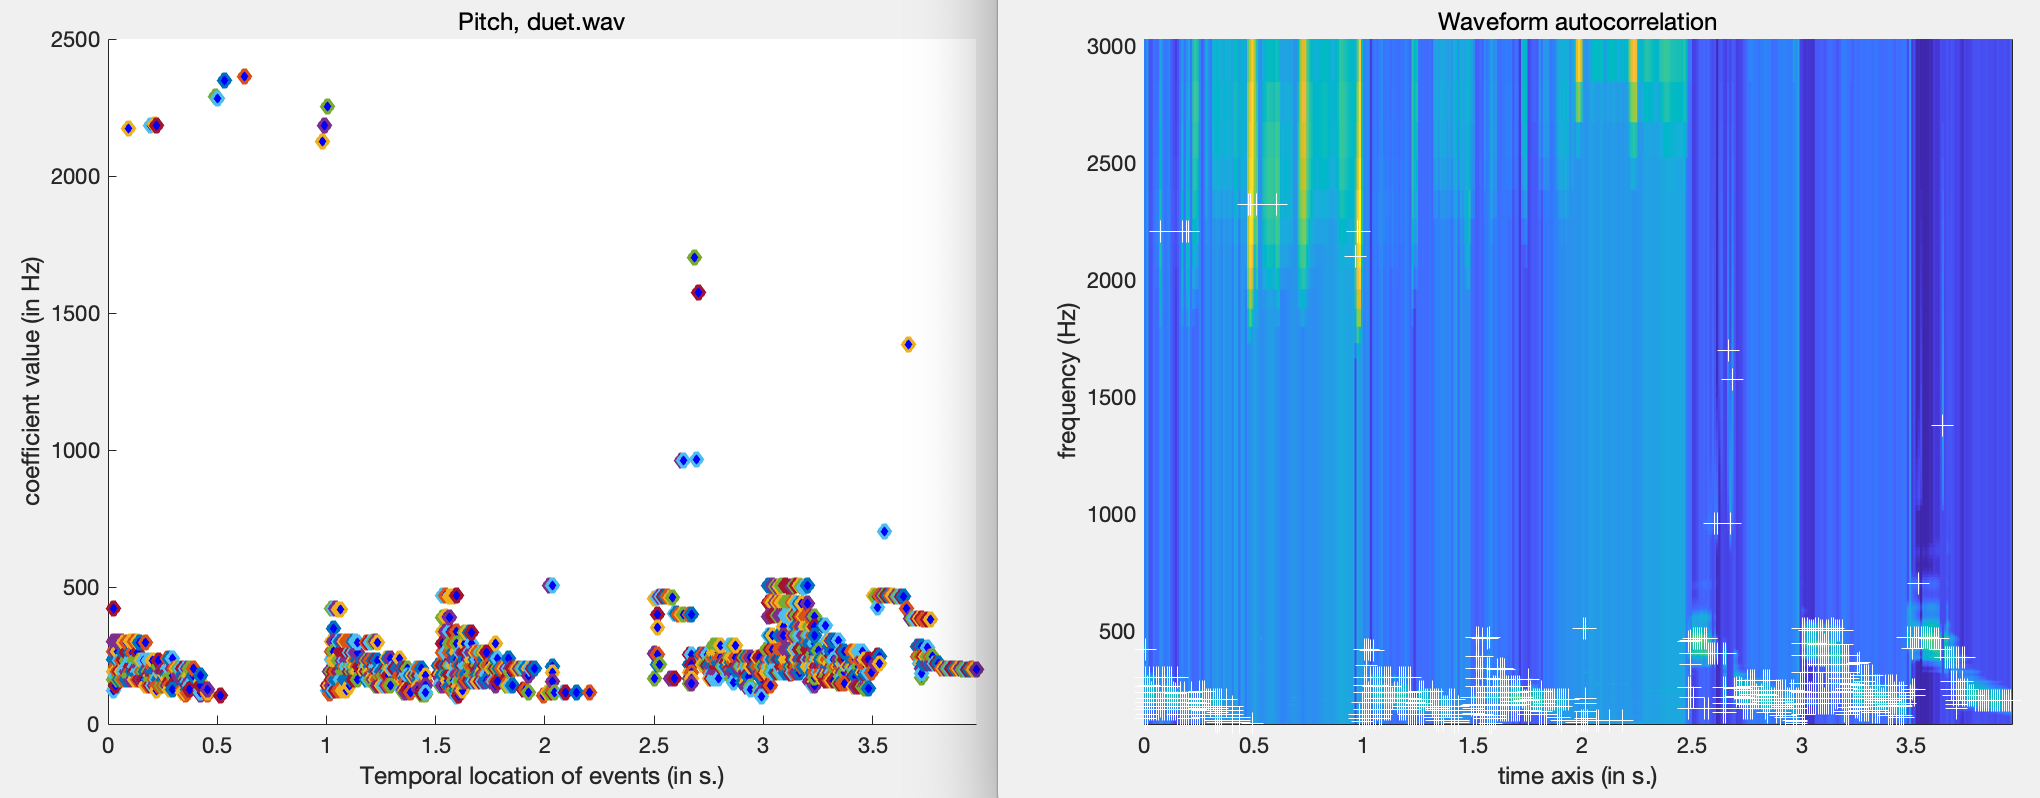 Pitch, duet.wav
2500
2000
1500
1000
500
0
coefficient value (in Hz)
0 0.5 1 1.5 2 2.5 3 3.5
Temporal location of events (in s.)
Waveform autocorrelation
3000
2500
2000
1500
1000
500
frequency (Hz)
0 0.5 1 1.5 2 2.5 3 3.5
time axis (in s.)